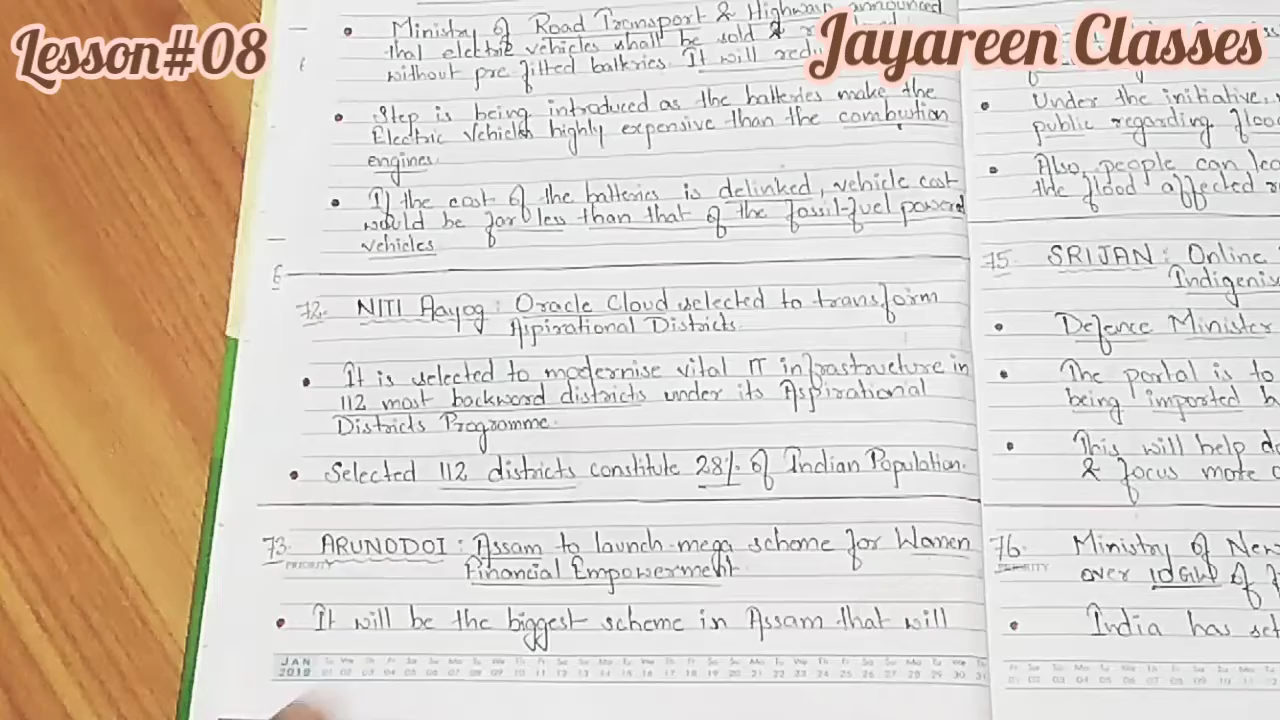 Lesson#08
Jayareen Classes
• Ministry of Road Transport & Highways announced
that electric vehicles shall be sold &
without pre fitted batteries. It will
• Step is being introduced as the batteries make the
Electric Vehicles highly expensive than the combustion
engines.
• If the cost of the batteries is delinked, vehicle cost
would be far less than that of the fossil-fuel powered
vehicles
6
72. NITI Aayog : Oracle Cloud selected to transform
Aspirational Districts.
• It is selected to modernise vital IT infrastructure in
112 most backward districts under its Aspirational
Districts Programme.
• Selected 112 districts constitute 28% of Indian Population.
73. ARUNODOI : Assam to launch mega scheme for Women
PRIORITY
Financial Empowerment.
• It will be the biggest scheme in Assam that will
JAN
2019
• Under the initiative,
public regarding
• Also, people can
the flood affected
75. SRIJAN : Online
• Defence Minister
• The portal is to
being imported
• This will help
& focus more
76. Ministry of
PRIORITY
over 10GW of
• India has